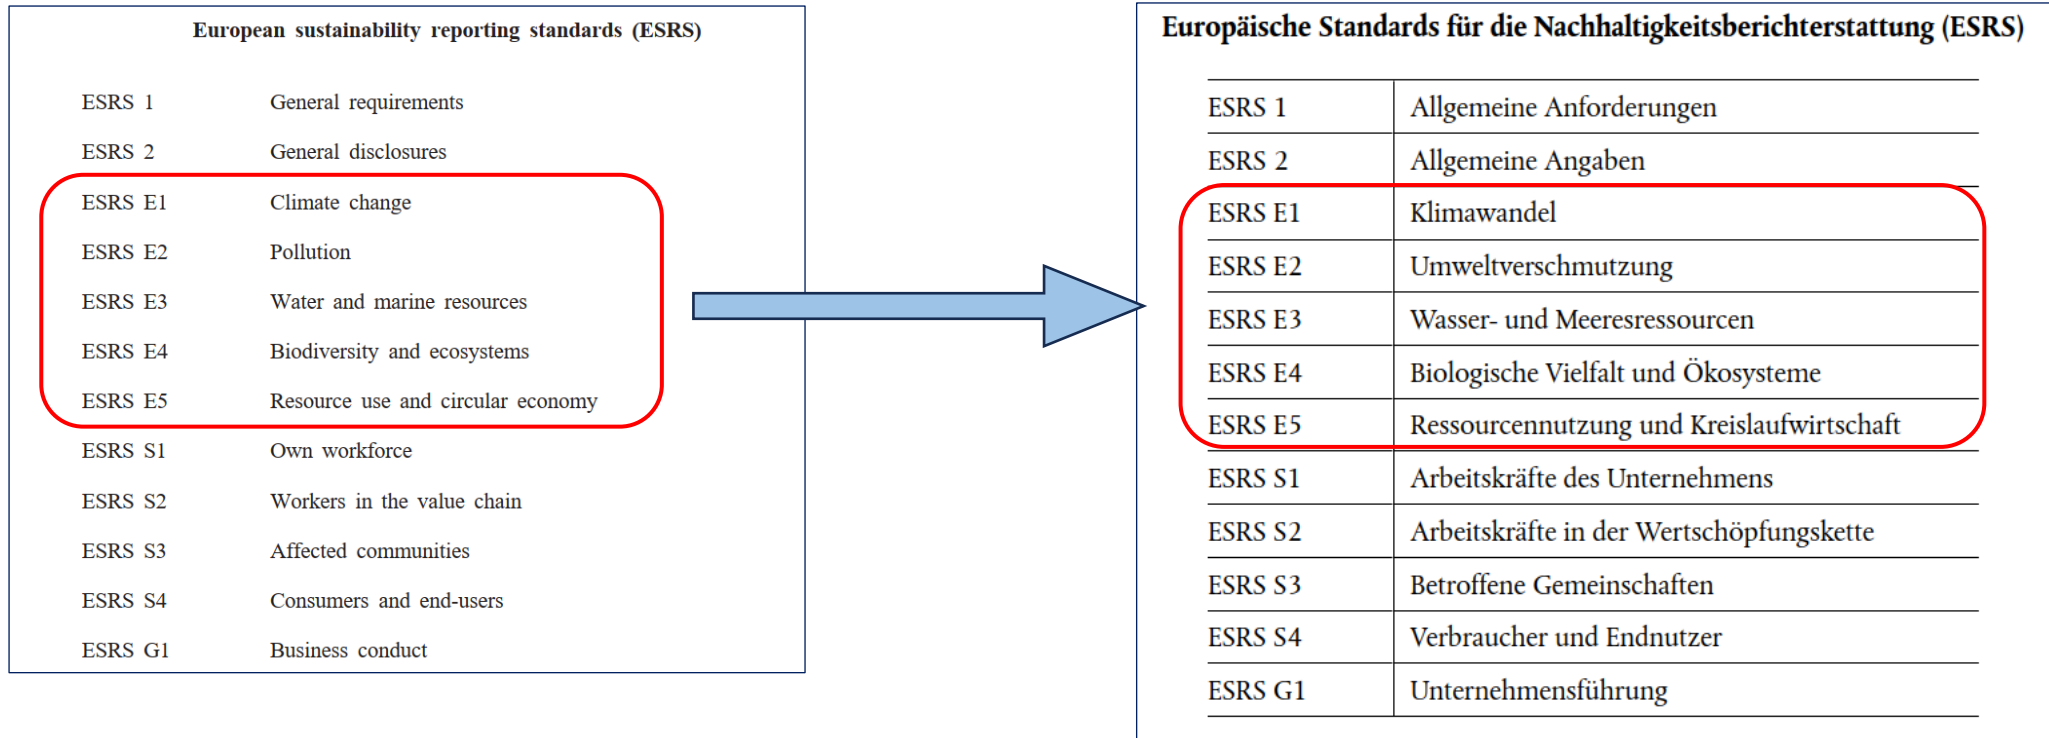 European sustainability reporting standards (ESRS)
ESRS 1 General requirements
ESRS 2 General disclosures
ESRS E1 Climate change
ESRS E2 Pollution
ESRS E3 Water and marine resources
ESRS E4 Biodiversity and ecosystems
ESRS E5 Resource use and circular economy
ESRS S1 Own workforce
ESRS S2 Workers in the value chain
ESRS S3 Affected communities
ESRS S4 Consumers and end-users
ESRS G1 Business conduct
Europäische Standards für die Nachhaltigkeitsberichterstattung (ESRS)
ESRS 1 Allgemeine Anforderungen
ESRS 2 Allgemeine Angaben
ESRS E1 Klimawandel
ESRS E2 Umweltverschmutzung
ESRS E3 Wasser- und Meeresressourcen
ESRS E4 Biologische Vielfalt und Ökosysteme
ESRS E5 Ressourcennutzung und Kreislaufwirtschaft
ESRS S1 Arbeitskräfte des Unternehmens
ESRS S2 Arbeitskräfte in der Wertschöpfungskette
ESRS S3 Betroffene Gemeinschaften
ESRS S4 Verbraucher und Endnutzer
ESRS G1 Unternehmensführung